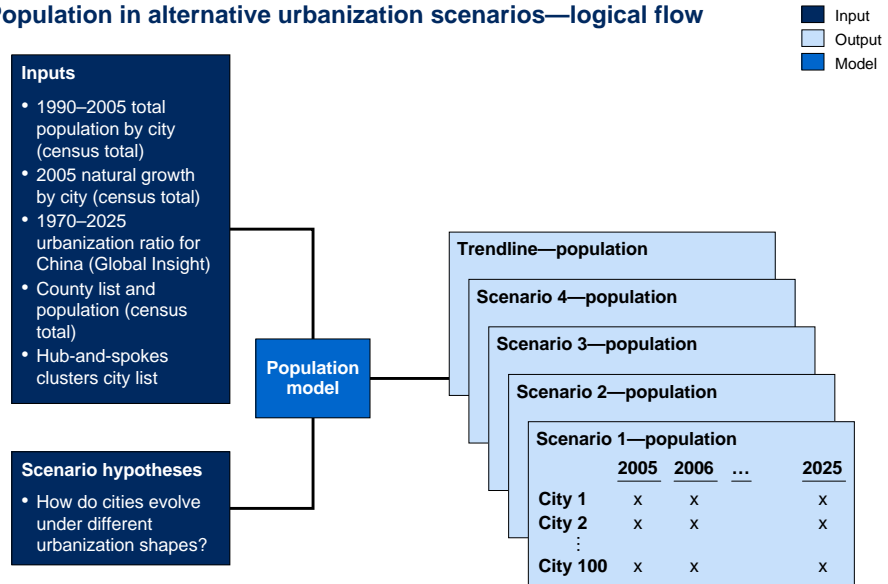 Population in alternative urbanization scenarios—logical flow
Input
Output
Model
Inputs
• 1990–2005 total
population by city
(census total)
• 2005 natural growth
by city (census total)
• 1970–2025
urbanization ratio for
China (Global Insight)
• County list and
population (census
total)
• Hub-and-spokes
clusters city list
Scenario hypotheses
• How do cities evolve
under different
urbanization shapes?
Population
model
Trendline—population
Scenario 4—population
Scenario 3—population
Scenario 2—population
Scenario 1—population
2005 2006 … 2025
City 1 x x x
City 2 x x x
⋮
City 100 x x x